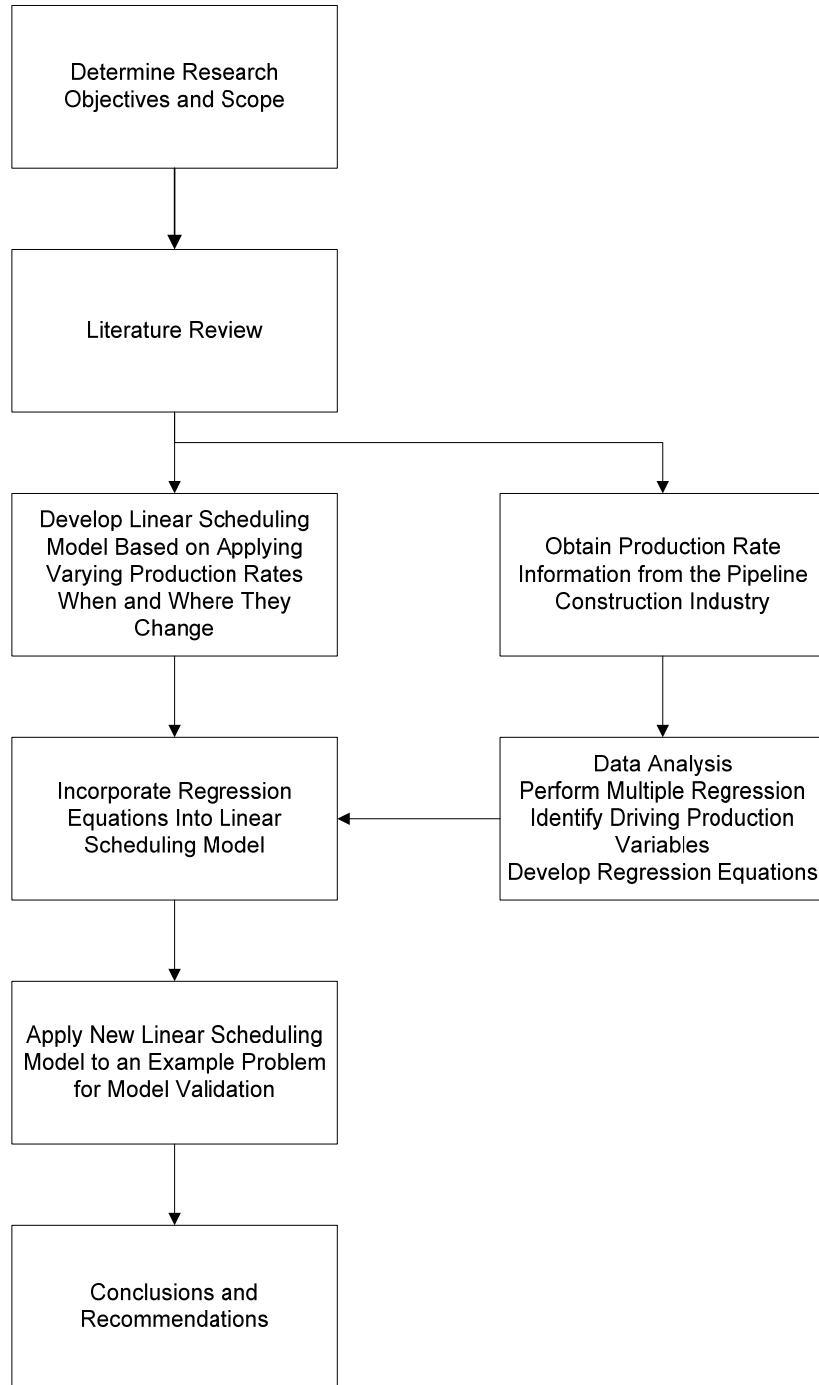 Determine Research
Objectives and Scope
Literature Review
Develop Linear Scheduling
Model Based on Applying
Varying Production Rates
When and Where They
Change
Obtain Production Rate
Information from the Pipeline
Construction Industry
Incorporate Regression
Equations Into Linear
Scheduling Model
Data Analysis
Perform Multiple Regression
Identify Driving Production
Variables
Develop Regression Equations
Apply New Linear Scheduling
Model to an Example Problem
for Model Validation
Conclusions and
Recommendations